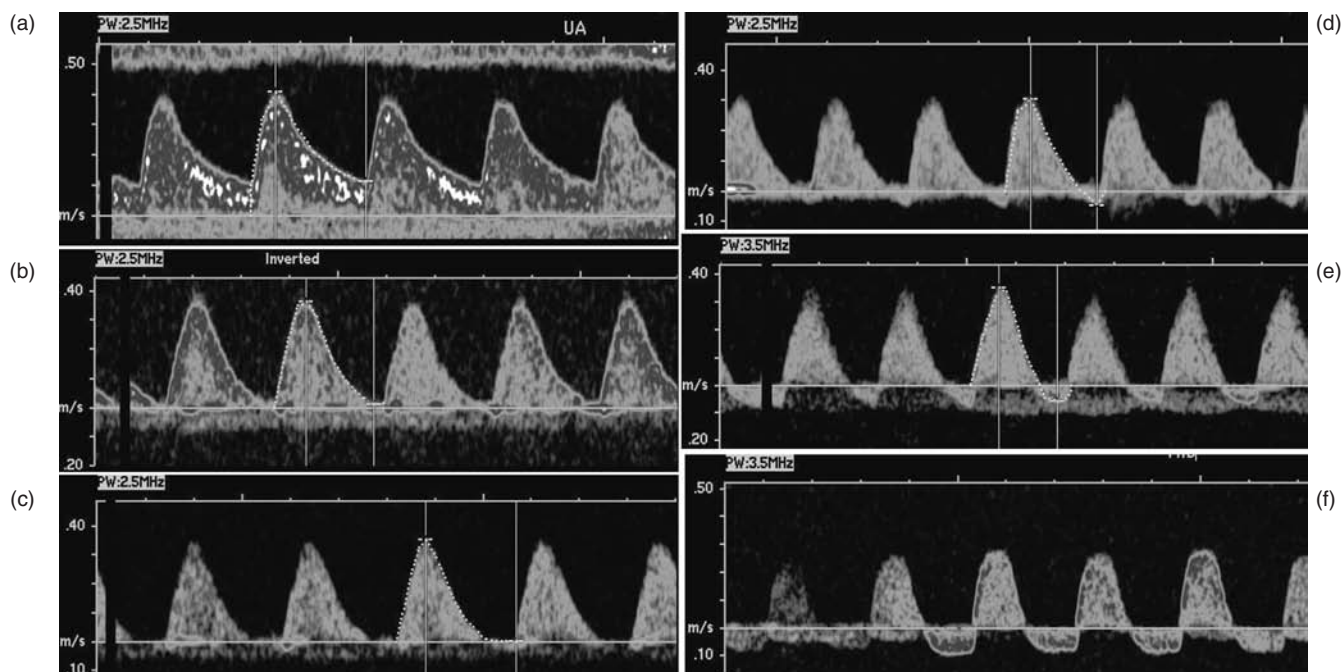 (a)
PW:2.5MHz
UA
.50
m/s
(b)
PW:2.5MHz
Inverted
.40
m/s
.20
(c)
PW:2.5MHz
.40
m/s
.10
(d)
PW:2.5MHz
.40
m/s
.10
(e)
PW:3.5MHz
.40
m/s
.20
(f)
PW:3.5MHz
.50
m/s
.10